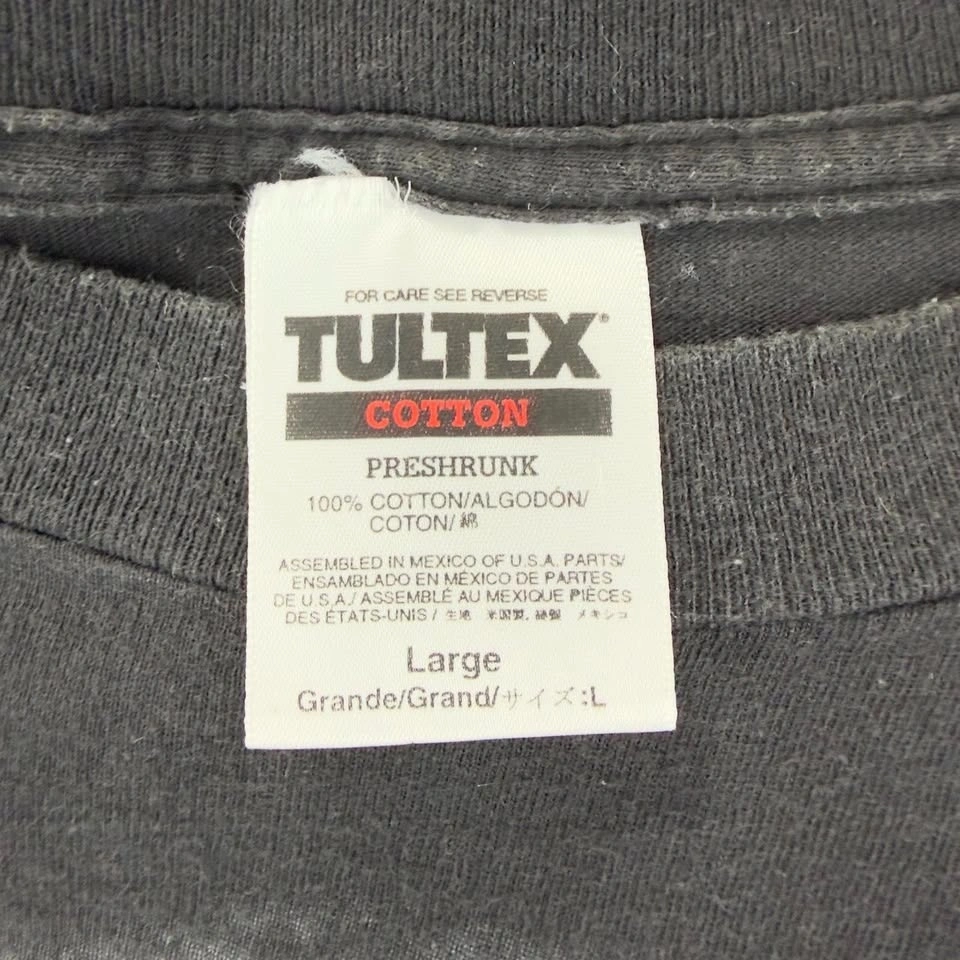 FOR CARE SEE REVERSE
TULTEX®
COTTON
PRESHRUNK
100% COTTON/ALGODÓN/
COTON/綿
ASSEMBLED IN MEXICO OF U.S.A. PARTS/
ENSAMBLADO EN MÉXICO DE PARTES
DE U.S.A./ASSEMBLÉ AU MEXIQUE PIÈCES
DES ÉTATS-UNIS/生地 米国製, 縫製 メキシコ
Large
Grande/Grand/サイズ:L